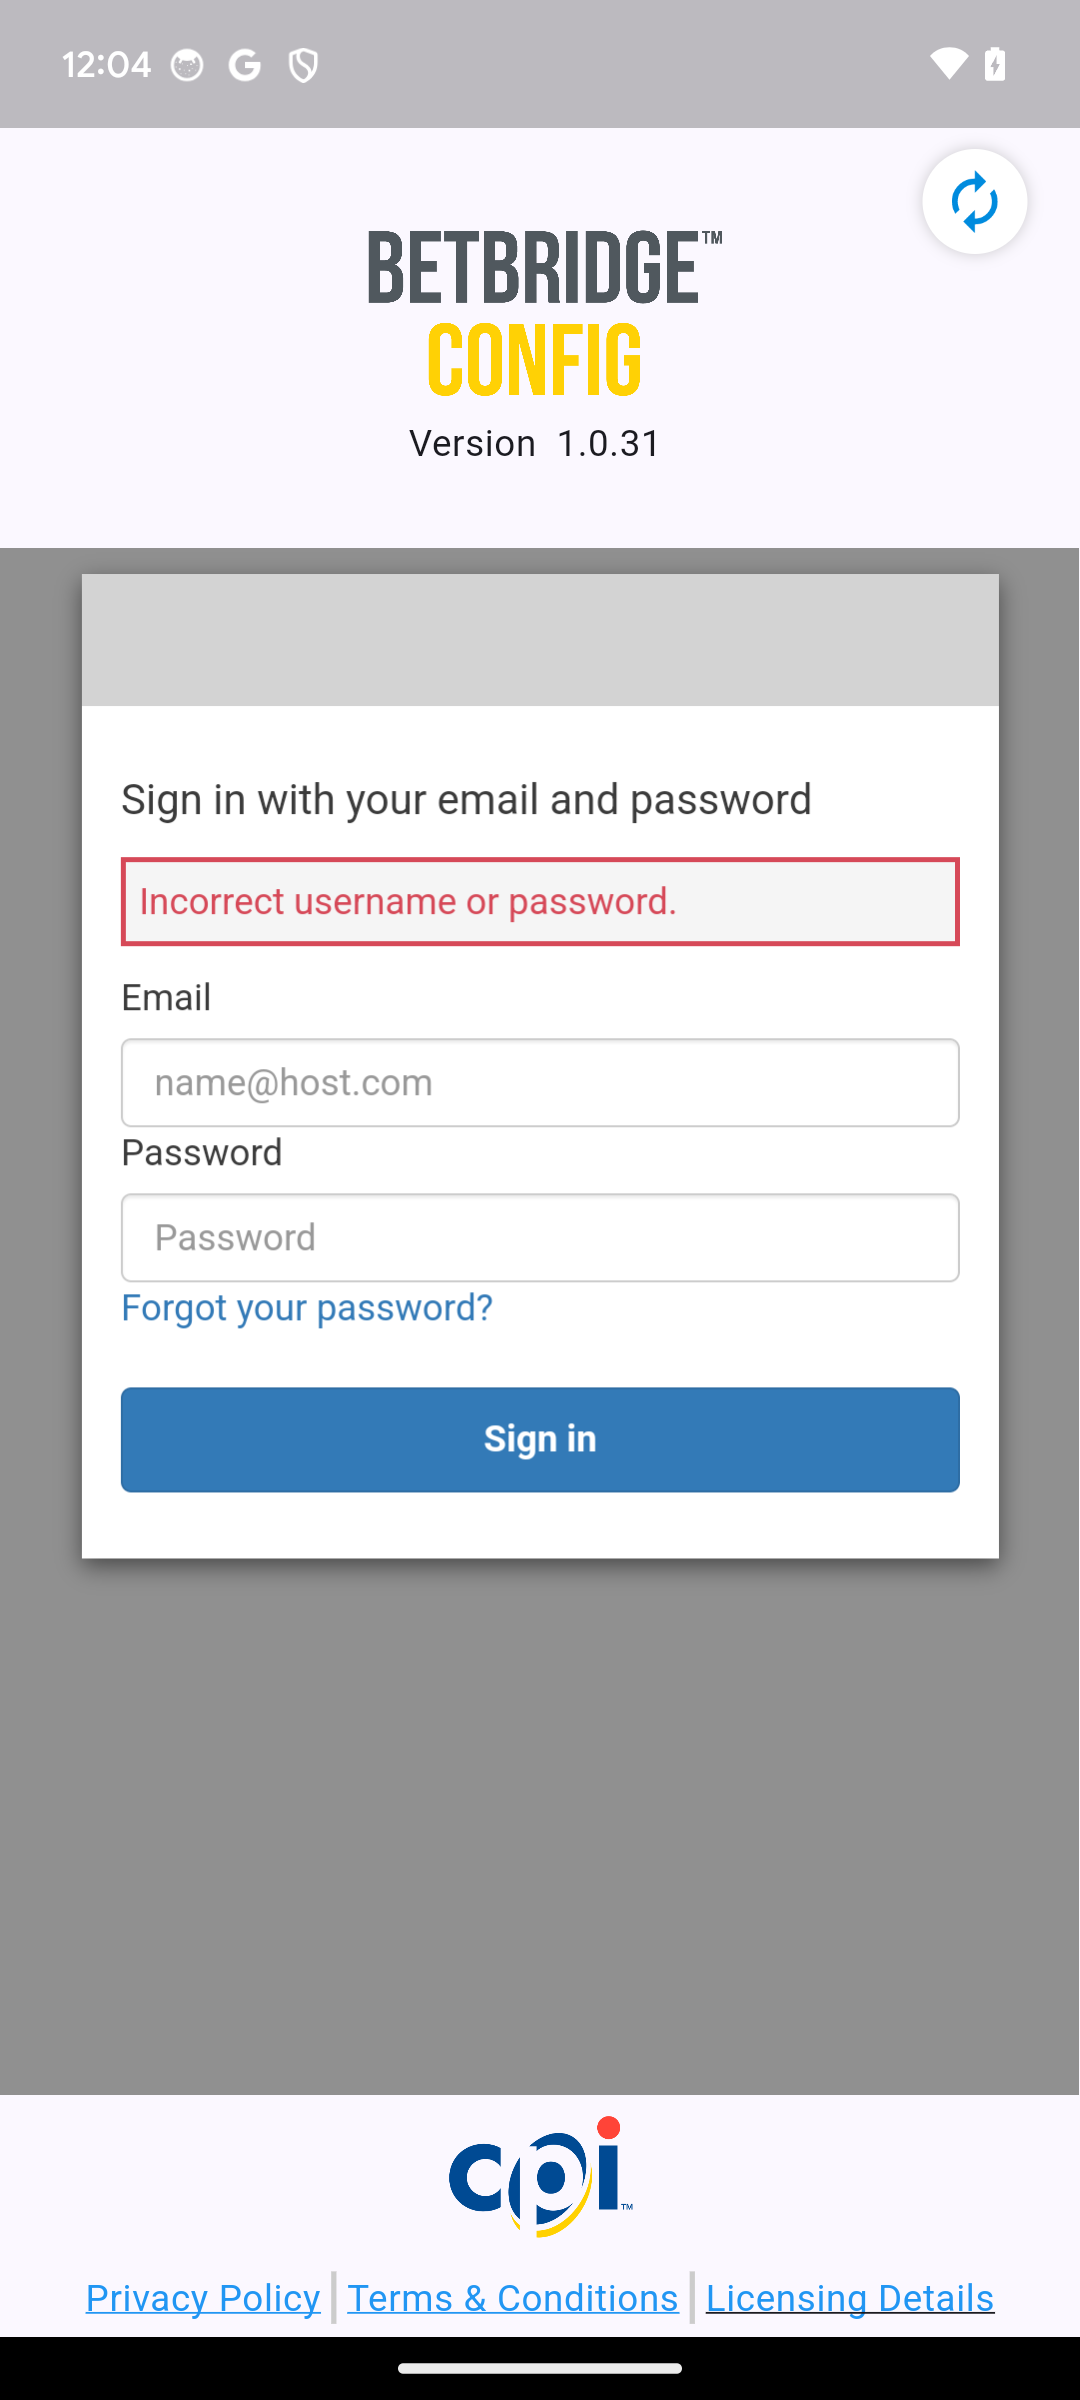 12:04
BETBRIDGE™
CONFIG
Version 1.0.31
Sign in with your email and password
Incorrect username or password.
Email
name@host.com
Password
Password
Forgot your password?
Sign in
cpi™
Privacy Policy | Terms & Conditions | Licensing Details